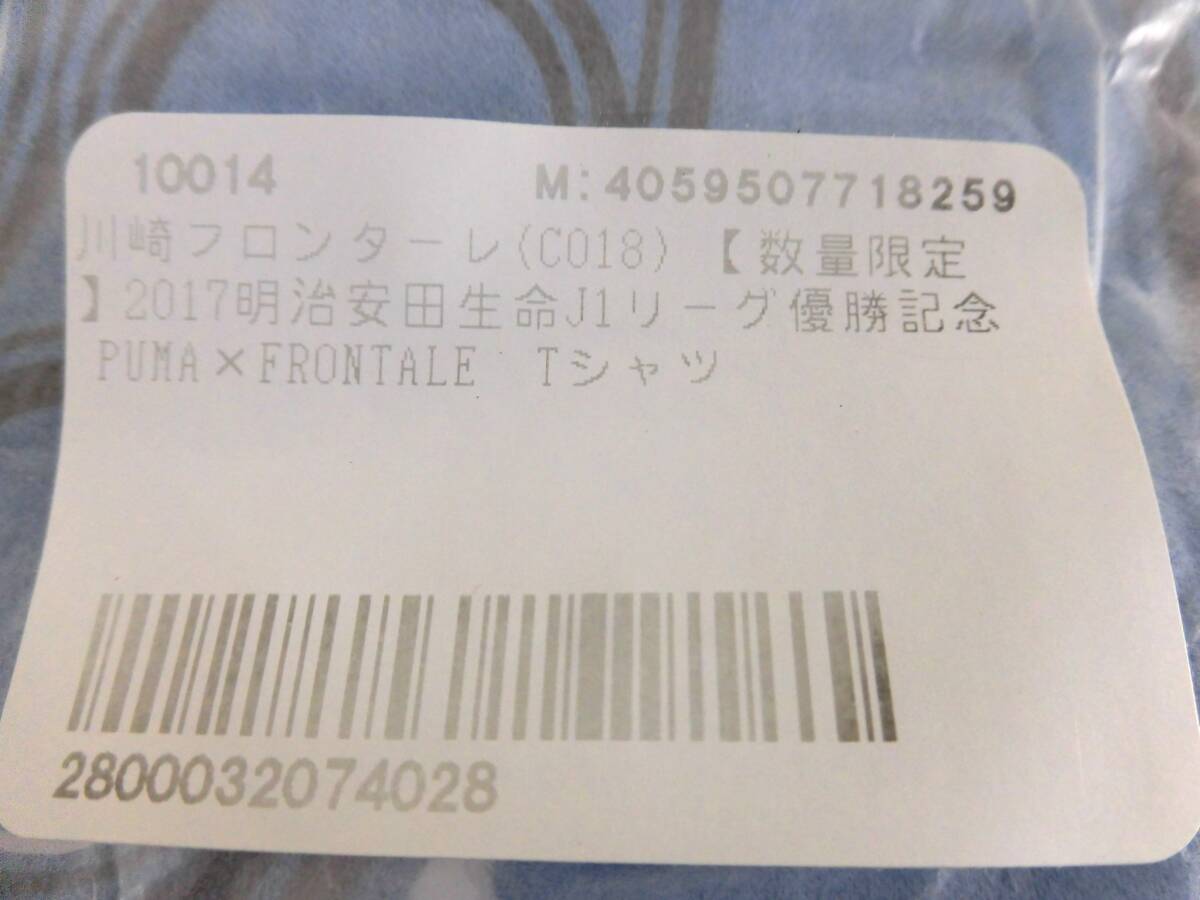 10014 M:4059507718259
川崎フロンターレ(C018)【数量限定
】2017明治安田生命J1リーグ優勝記念
PUMA×FRONTALE Tシャツ
2800032074028